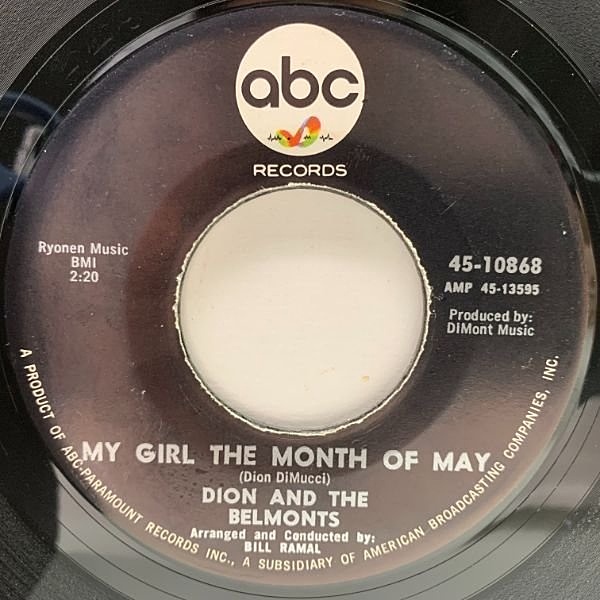 abc
RECORDS
Ryonen Music
BMI
2:20
45-10868
AMP 45-13595
Produced by:
DIMont Music
MY GIRL THE MONTH OF MAY
(Dion DiMucci)
DION AND THE
BELMONTS
Arranged and Conducted by:
BILL RAMAL
A PRODUCT OF ABC-PARAMOUNT RECORDS INC., A SUBSIDIARY OF AMERICAN BROADCASTING COMPANIES, INC.